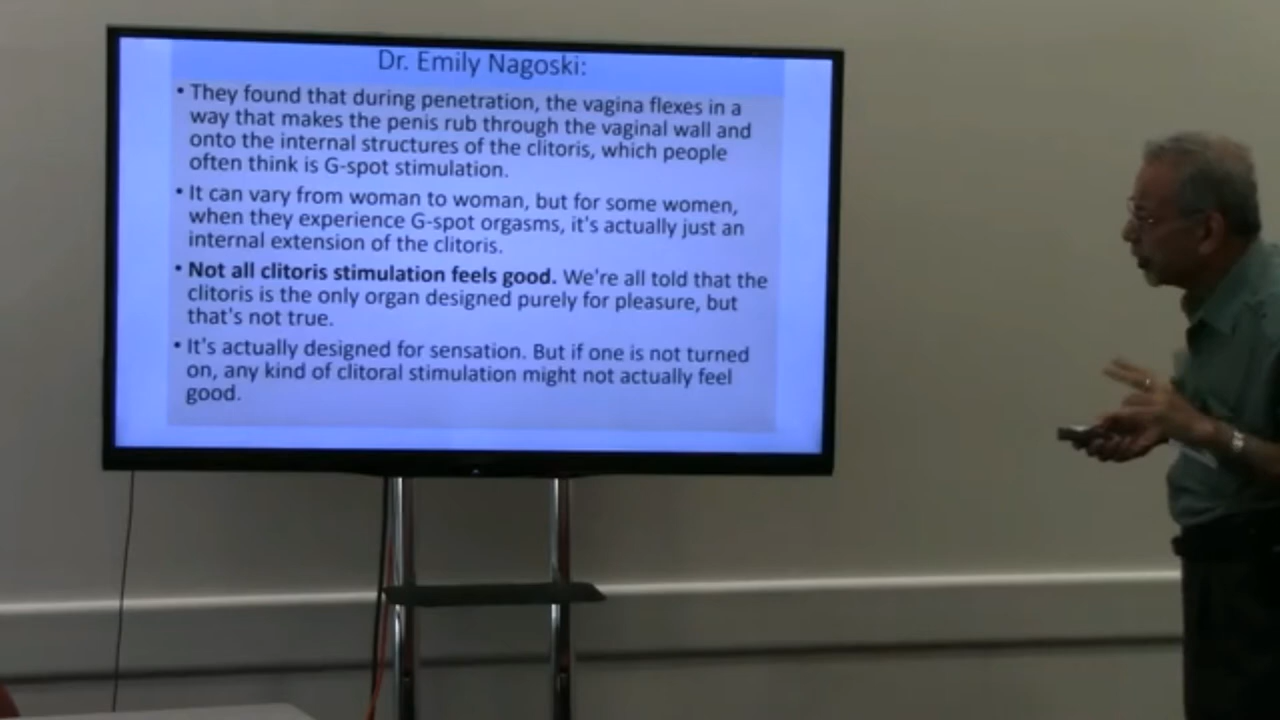 Dr. Emily Nagoski:
• They found that during penetration, the vagina flexes in a
way that makes the penis rub through the vaginal wall and
onto the internal structures of the clitoris, which people
often think is G-spot stimulation.
• It can vary from woman to woman, but for some women,
when they experience G-spot orgasms, it's actually just an
internal extension of the clitoris.
• Not all clitoris stimulation feels good. We're all told that the
clitoris is the only organ designed purely for pleasure, but
that's not true.
• It's actually designed for sensation. But if one is not turned
on, any kind of clitoral stimulation might not actually feel
good.